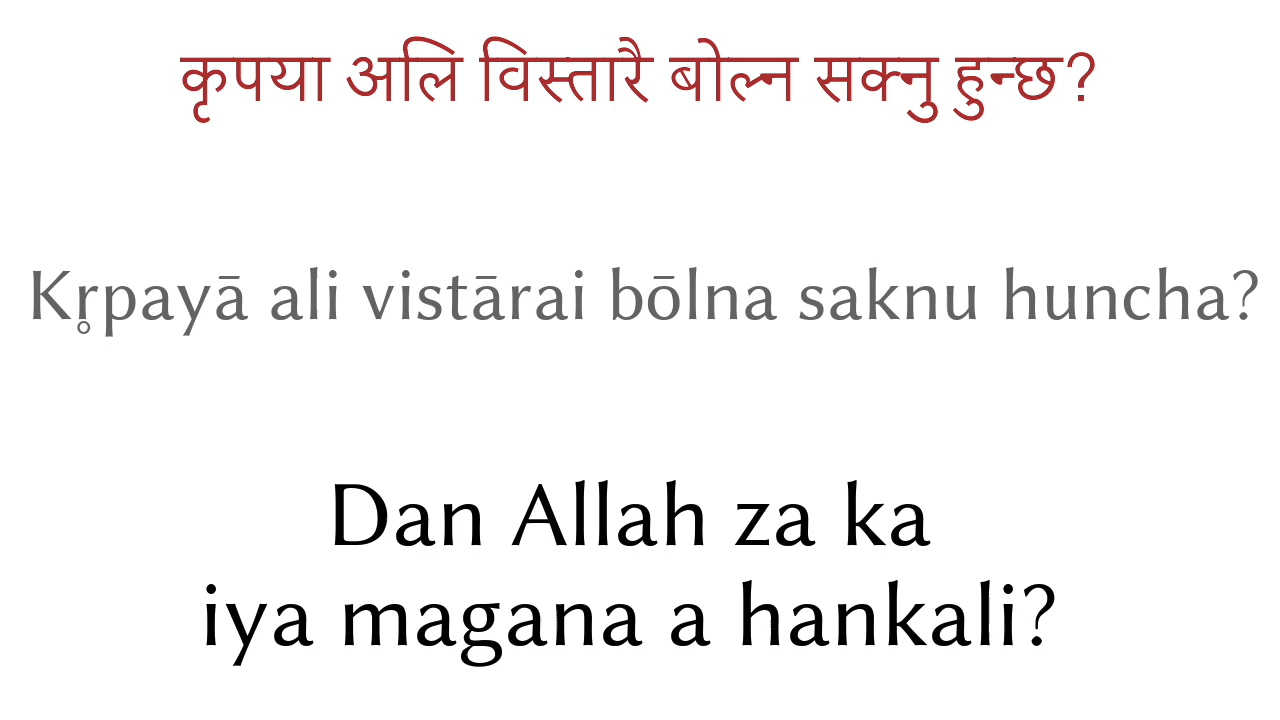 कृपया अलि विस्तारै बोल्न सक्नु हुन्छ?
Kr̥payā ali vistārai bōlna saknu huncha?
Dan Allah za ka
iya magana a hankali?